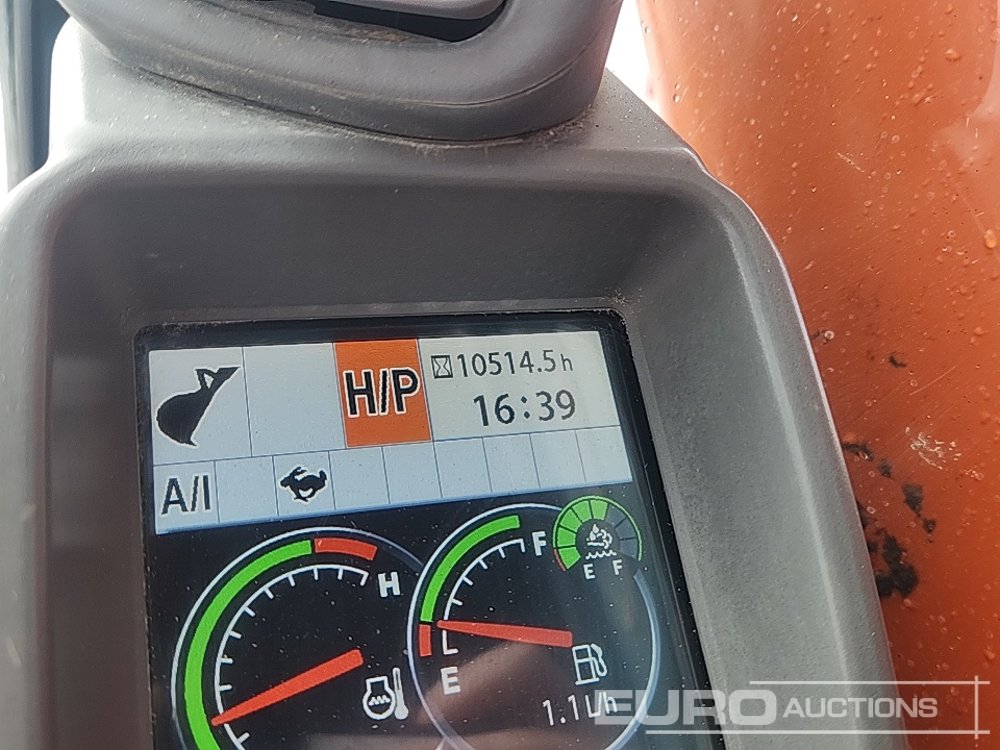 H/P
10514.5h
16:39
A/I
H
F
E F
L
E
1.1L/h
EURO AUCTIONS